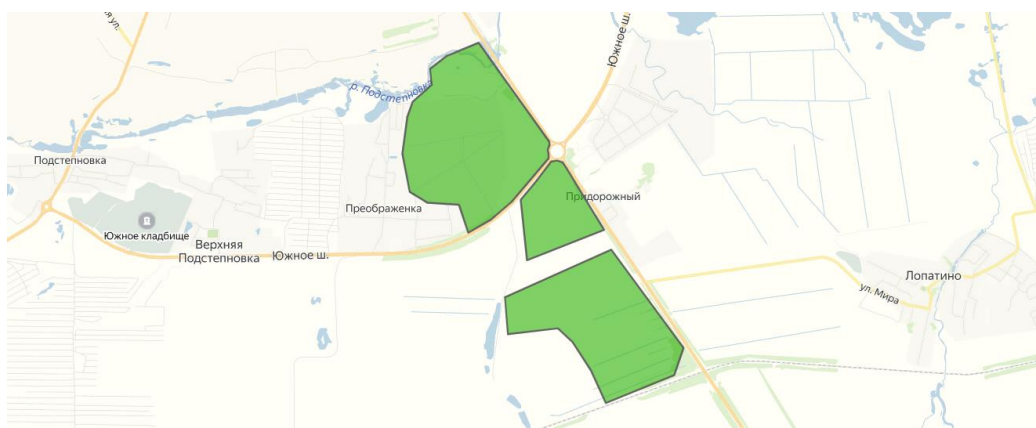 Южное ш.
р. Подстепновка
Подстепновка
Придорожный
Преображенка
Южное кладбище
Верхняя
Подстепновка
Южное ш.
Лопатино
ул. Мира